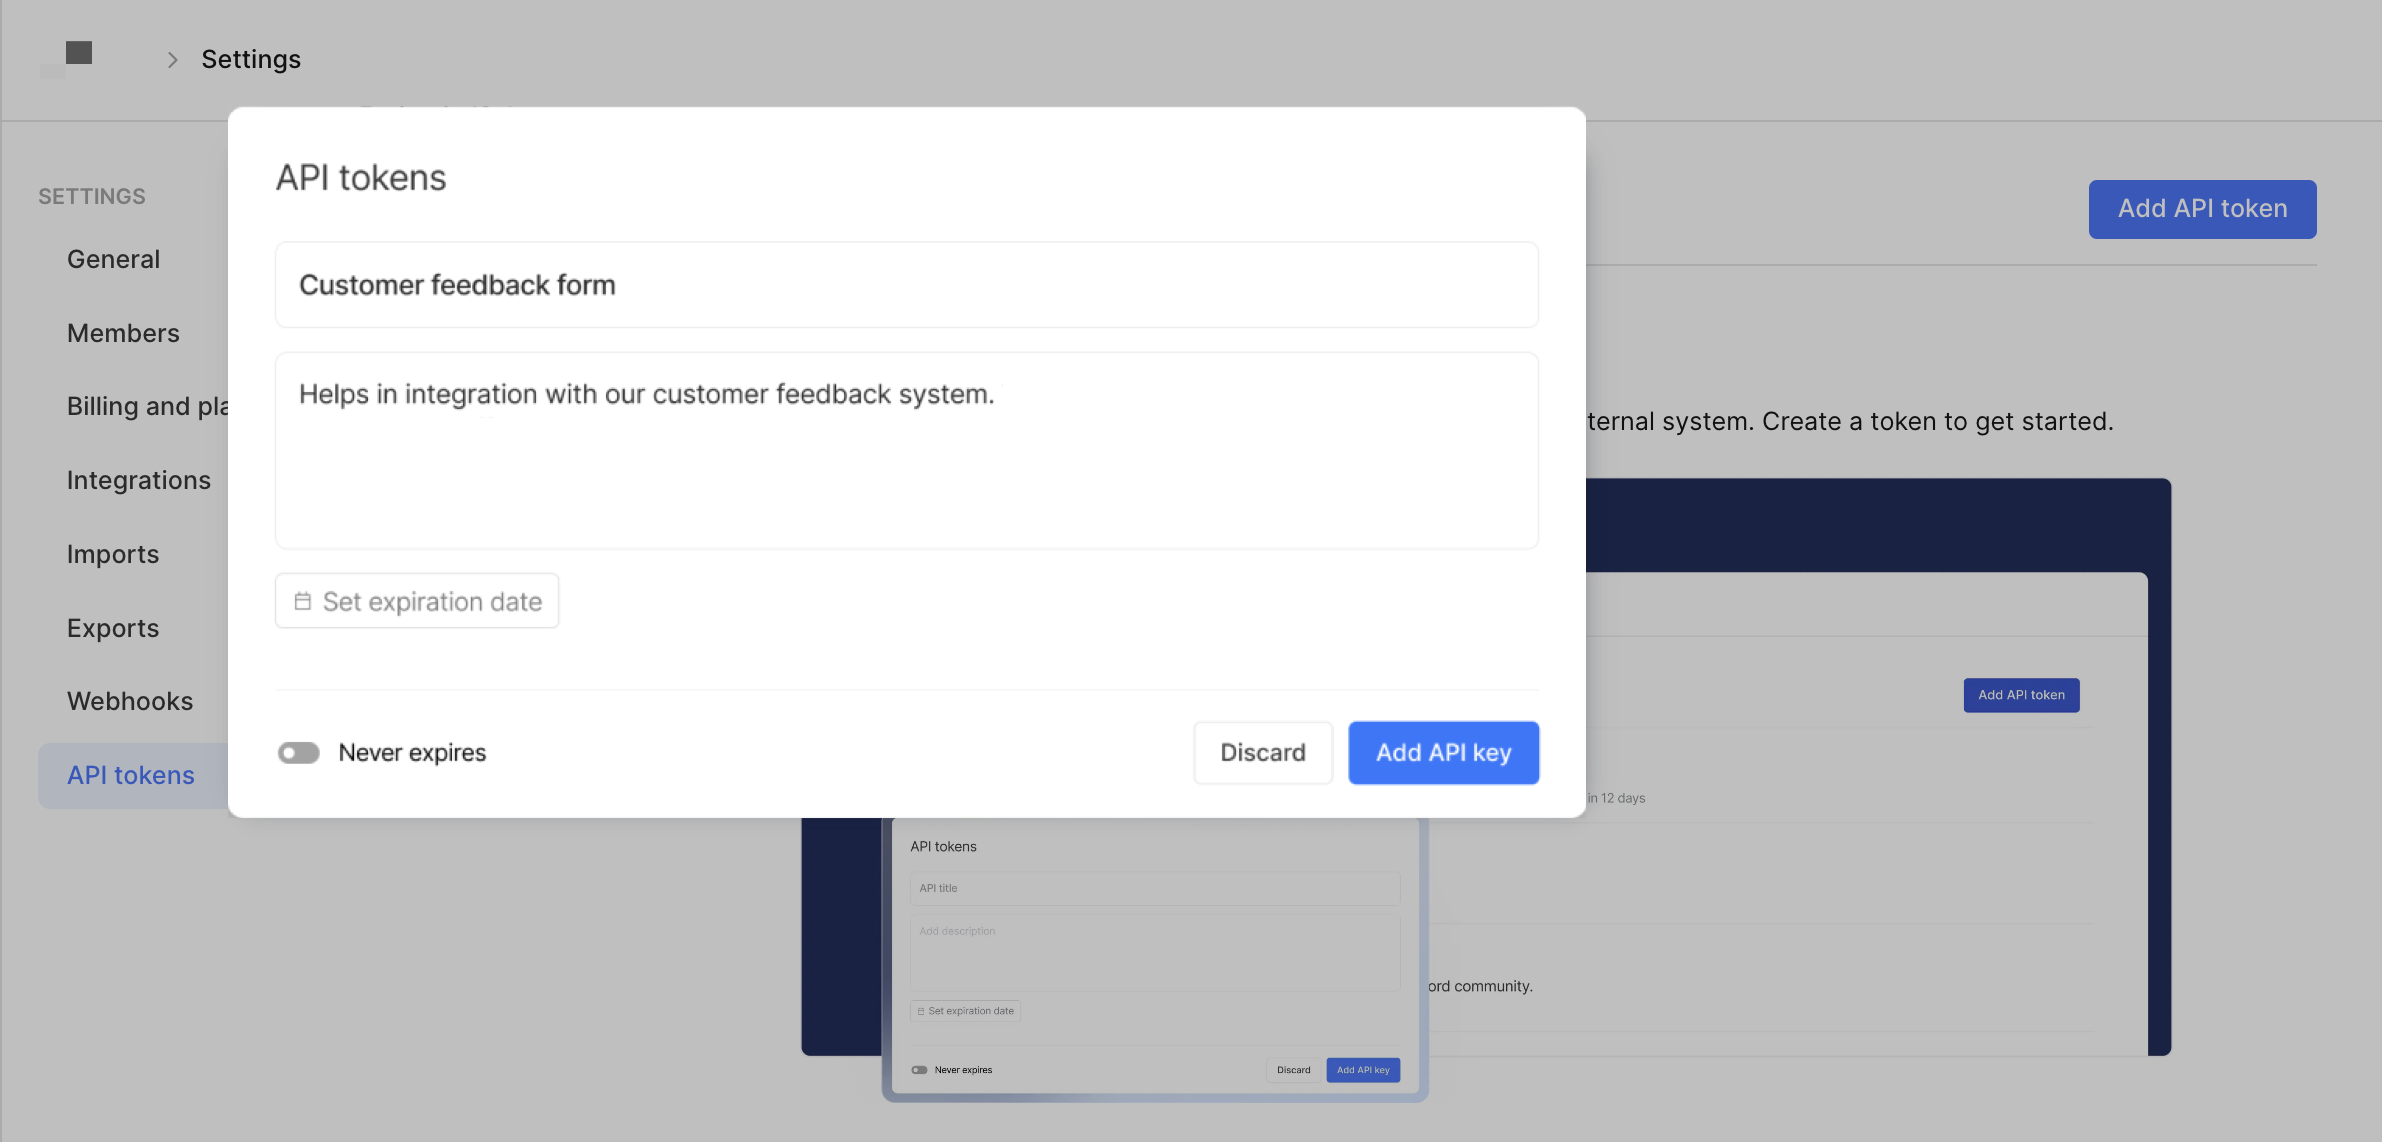 Settings
SETTINGS
General
Members
Billing and pla
Integrations
Imports
Exports
Webhooks
API tokens
API tokens
Customer feedback form
Helps in integration with our customer feedback system.
Set expiration date
Never expires
Discard
Add API key
Add API token
ternal system. Create a token to get started.
Add API token
in 12 days
ord community.
API tokens
API title
Add description
Set expiration date
Never expires
Discard
Add API key